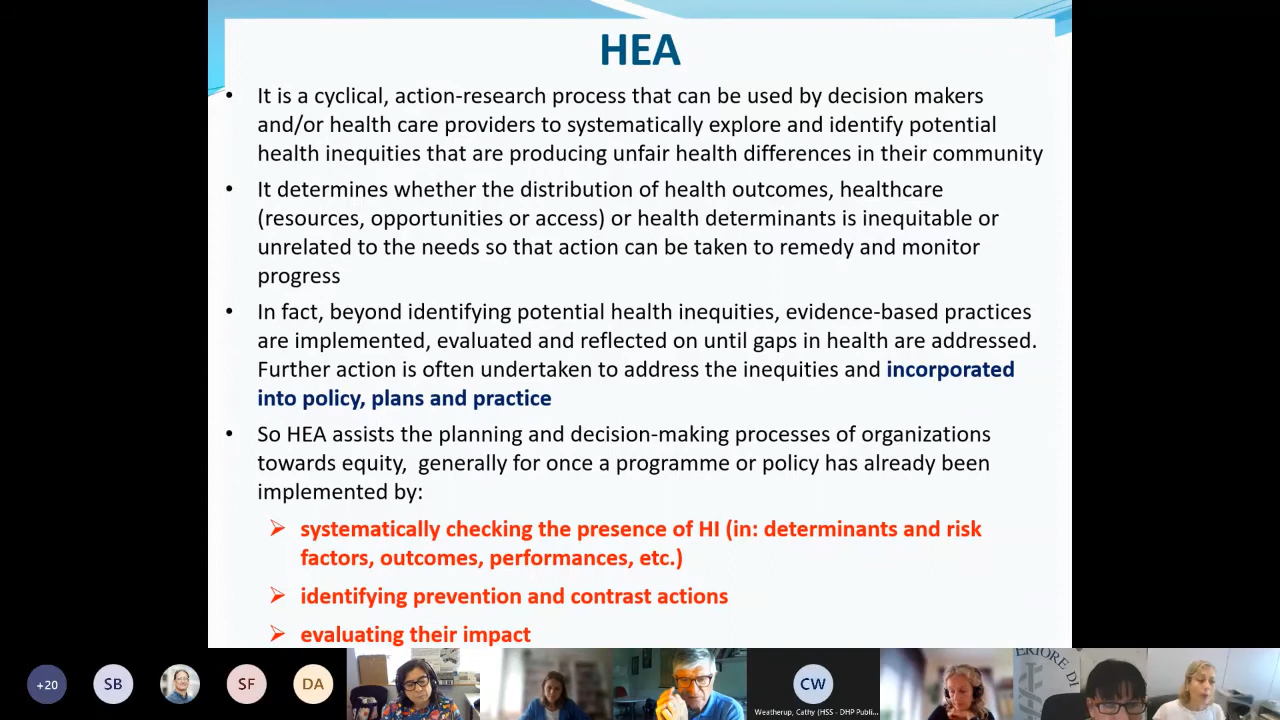 HEA
• It is a cyclical, action-research process that can be used by decision makers
and/or health care providers to systematically explore and identify potential
health inequities that are producing unfair health differences in their community
• It determines whether the distribution of health outcomes, healthcare
(resources, opportunities or access) or health determinants is inequitable or
unrelated to the needs so that action can be taken to remedy and monitor
progress
• In fact, beyond identifying potential health inequities, evidence-based practices
are implemented, evaluated and reflected on until gaps in health are addressed.
Further action is often undertaken to address the inequities and incorporated
into policy, plans and practice
• So HEA assists the planning and decision-making processes of organizations
towards equity,  generally for once a programme or policy has already been
implemented by:
➢ systematically checking the presence of HI (in: determinants and risk
factors, outcomes, performances, etc.)
➢ identifying prevention and contrast actions
➢ evaluating their impact
+20 SB SF DA CW
Weatherup, Cathy (HSS - DHP Publi...
ERIORE DI